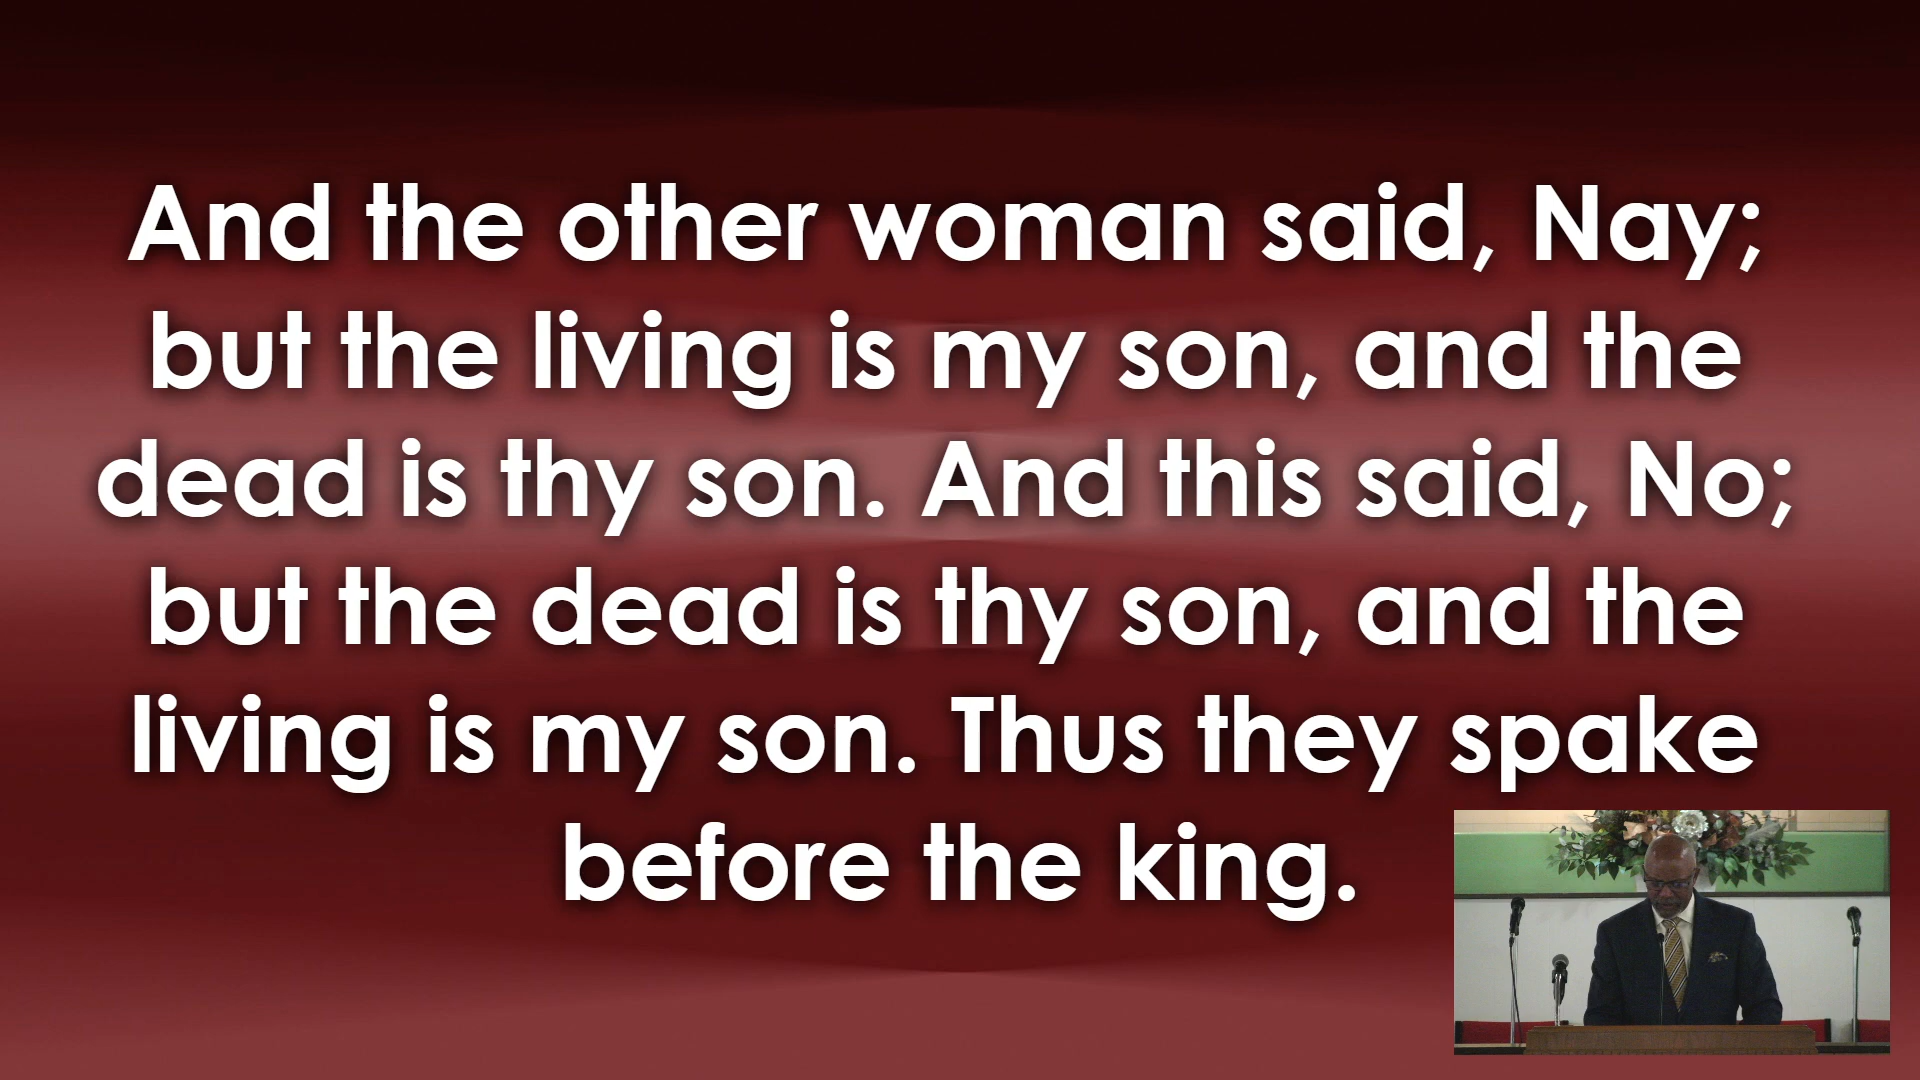 And the other woman said, Nay;
but the living is my son, and the
dead is thy son. And this said, No;
but the dead is thy son, and the
living is my son. Thus they spake
before the king.